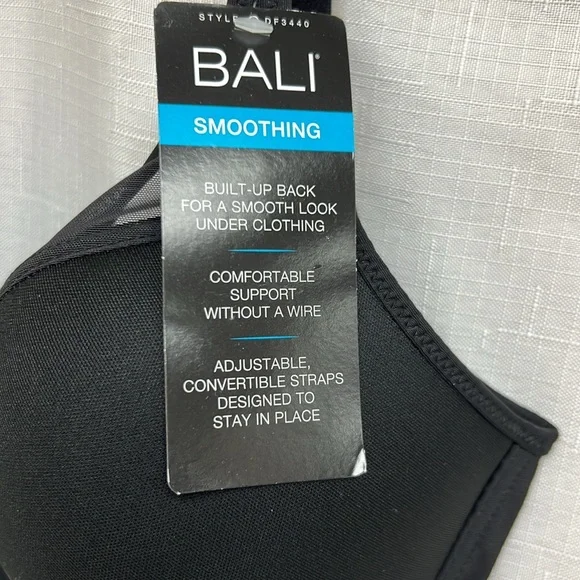 STYLE DF3440
BALI®
SMOOTHING
BUILT-UP BACK
FOR A SMOOTH LOOK
UNDER CLOTHING
COMFORTABLE
SUPPORT
WITHOUT A WIRE
ADJUSTABLE,
CONVERTIBLE STRAPS
DESIGNED TO
STAY IN PLACE